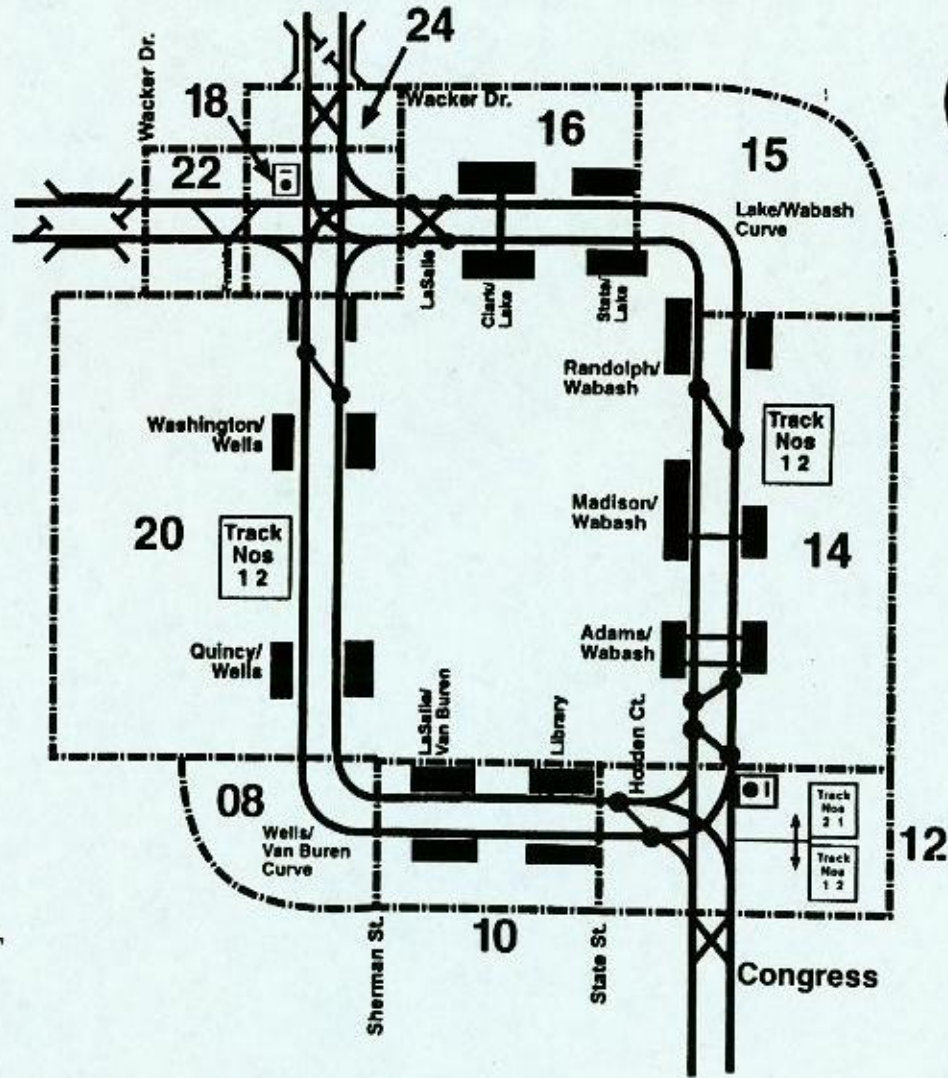 24
Wacker Dr.
18
Wacker Dr.
16
15
22
Lake/Wabash
Curve
LaSalle
Clark/
Lake
State/
Lake
Randolph/
Wabash
Washington/
Wells
Track
Nos
1 2
Madison/
Wabash
20
Track
Nos
1 2
14
Adams/
Wabash
Quincy/
Wells
LaSalle/
Van Buren
Library
Holden Ct.
08
Wells/
Van Buren
Curve
Track
Nos
2 1
12
Track
Nos
1 2
10
Sherman St.
State St.
Congress